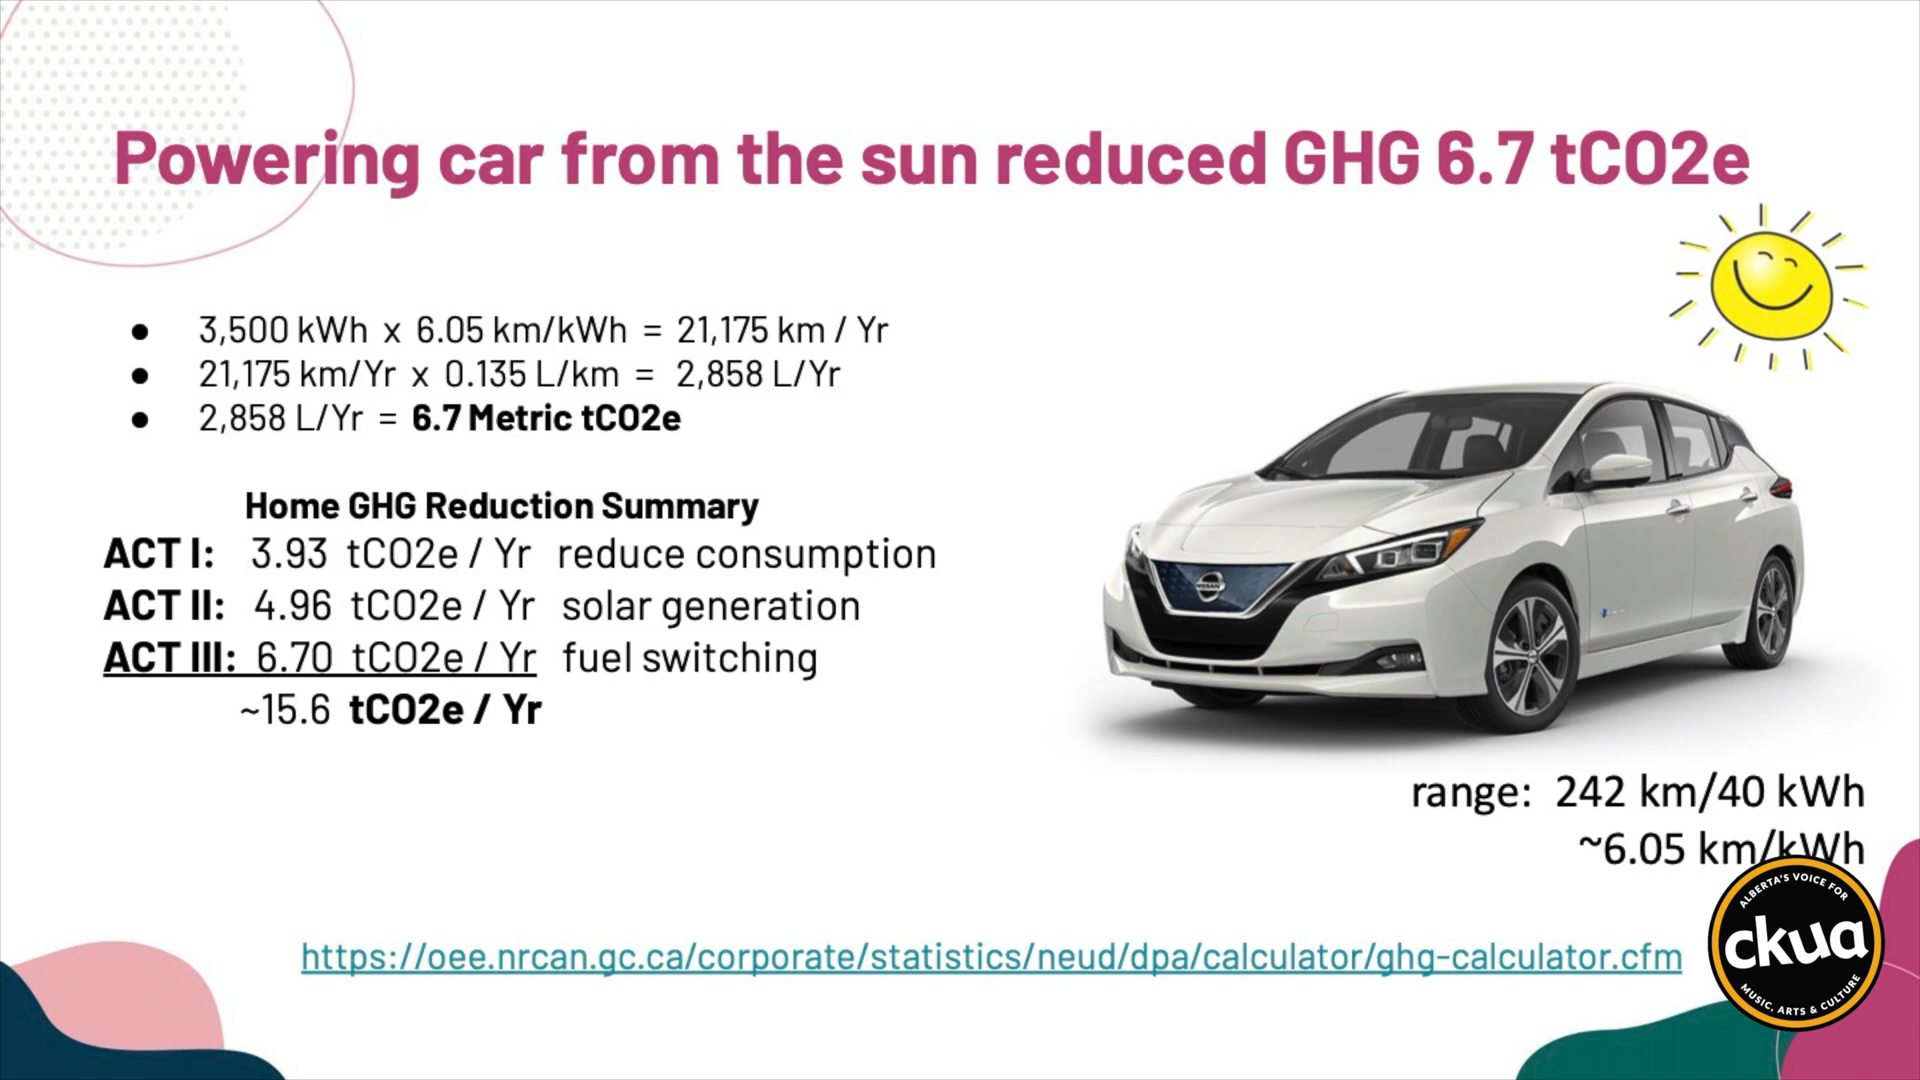 Powering car from the sun reduced GHG 6.7 tCO2e
● 3,500 kWh x 6.05 km/kWh = 21,175 km / Yr
● 21,175 km/Yr x 0.135 L/km = 2,858 L/Yr
● 2,858 L/Yr = 6.7 Metric tCO2e
Home GHG Reduction Summary
ACT I: 3.93 tCO2e / Yr reduce consumption
ACT II: 4.96 tCO2e / Yr solar generation
ACT III: 6.70 tCO2e / Yr fuel switching
~15.6 tCO2e / Yr
NISSAN
range: 242 km/40 kWh
~6.05 km/kWh
https://oee.nrcan.gc.ca/corporate/statistics/neud/dpa/calculator/ghg-calculator.cfm
ALBERTA'S VOICE FOR
ckua
MUSIC, ARTS & CULTURE